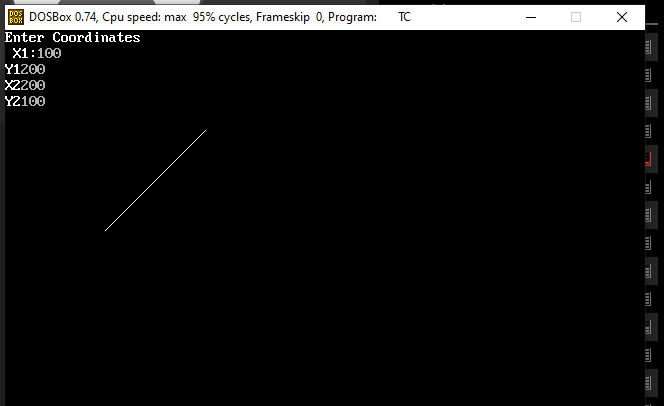 DOSBox 0.74, Cpu speed: max 95% cycles, Frameskip 0, Program: TC
Enter Coordinates
X1:100
Y1200
X2200
Y2100